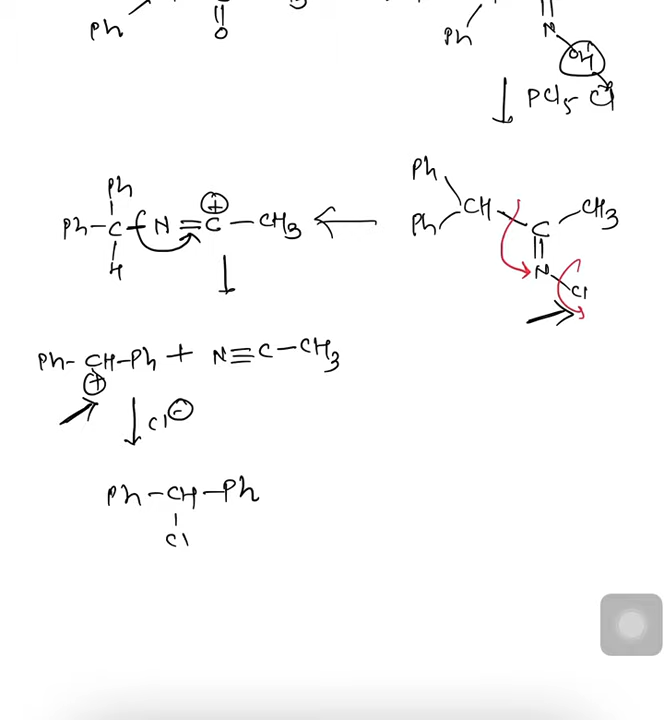 Ph O
Ph N
OH
PCl5 Cl
Ph
Ph-C-N=C-CH3
+
H
Ph
Ph CH C CH3
N
Cl
Ph-CH-Ph + N≡C-CH3
+
Cl-
Ph-CH-Ph
Cl